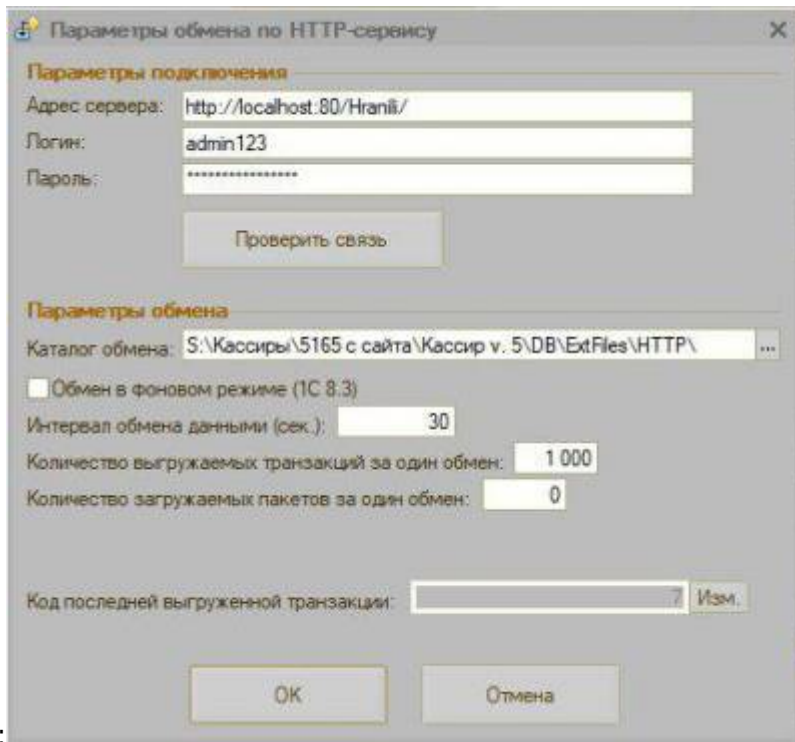 Параметры обмена по HTTP-сервису
Параметры подключения
Адрес сервера: http://localhost:80/Hranili/
Логин: admin123
Пароль: ****************
Проверить связь
Параметры обмена
Каталог обмена: S:\Кассиры\5165 с сайта\Кассир v. 5\DB\ExtFiles\HTTP\ ...
Обмен в фоновом режиме (1С 8.3)
Интервал обмена данными (сек.): 30
Количество выгружаемых транзакций за один обмен: 1 000
Количество загружаемых пакетов за один обмен: 0
Код последней выгруженной транзакции: 7 Изм.
ОК Отмена